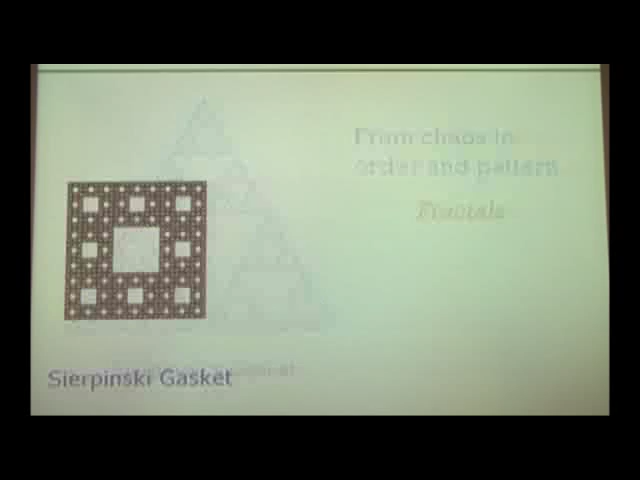 From chaos to
order and pattern
Fractals
Sierpinski Gasket